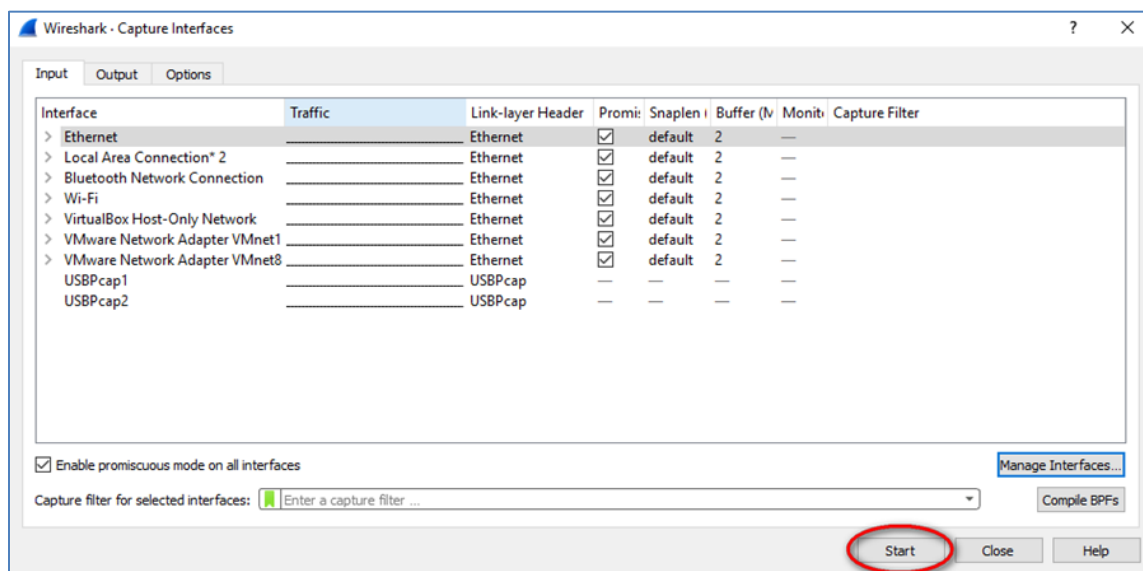 Wireshark · Capture Interfaces ?
Input Output Options
Interface Traffic Link-layer Header Promi: Snaplen ( Buffer (M Monit Capture Filter
> Ethernet Ethernet default 2 —
> Local Area Connection* 2 Ethernet default 2 —
> Bluetooth Network Connection Ethernet default 2 —
> Wi-Fi Ethernet default 2 —
> VirtualBox Host-Only Network Ethernet default 2 —
> VMware Network Adapter VMnet1 Ethernet default 2 —
> VMware Network Adapter VMnet8 Ethernet default 2 —
USBPcap1 USBPcap — — — —
USBPcap2 USBPcap — — — —
Enable promiscuous mode on all interfaces Manage Interfaces...
Capture filter for selected interfaces: Enter a capture filter ... Compile BPFs
Start Close Help